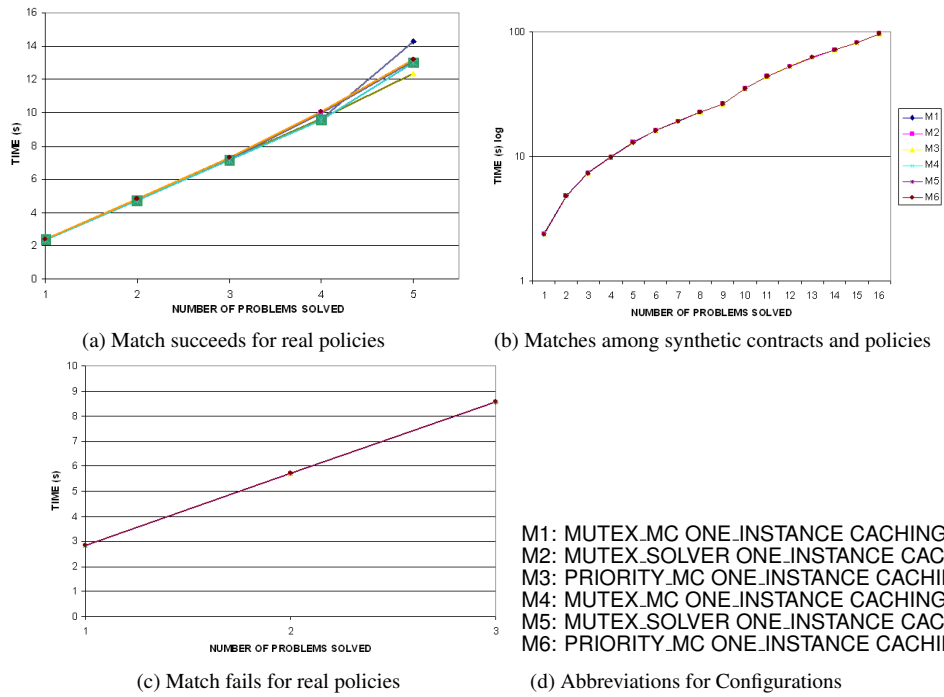 16
14
12
10
8
6
4
2
0
TIME (s)
1 2 3 4 5
NUMBER OF PROBLEMS SOLVED
(a) Match succeeds for real policies
100
10
1
TIME (s) log
1 2 3 4 5 6 7 8 9 10 11 12 13 14 15 16
NUMBER OF PROBLEMS SOLVED
M1
M2
M3
M4
M5
M6
(b) Matches among synthetic contracts and policies
10
9
8
7
6
5
4
3
2
1
0
TIME (s)
1 2 3
NUMBER OF PROBLEMS SOLVED
(c) Match fails for real policies
M1: MUTEX_MC ONE_INSTANCE CACHING
M2: MUTEX_SOLVER ONE_INSTANCE CAC
M3: PRIORITY_MC ONE_INSTANCE CACHI
M4: MUTEX_MC ONE_INSTANCE CACHING
M5: MUTEX_SOLVER ONE_INSTANCE CAC
M6: PRIORITY_MC ONE_INSTANCE CACHI
(d) Abbreviations for Configurations